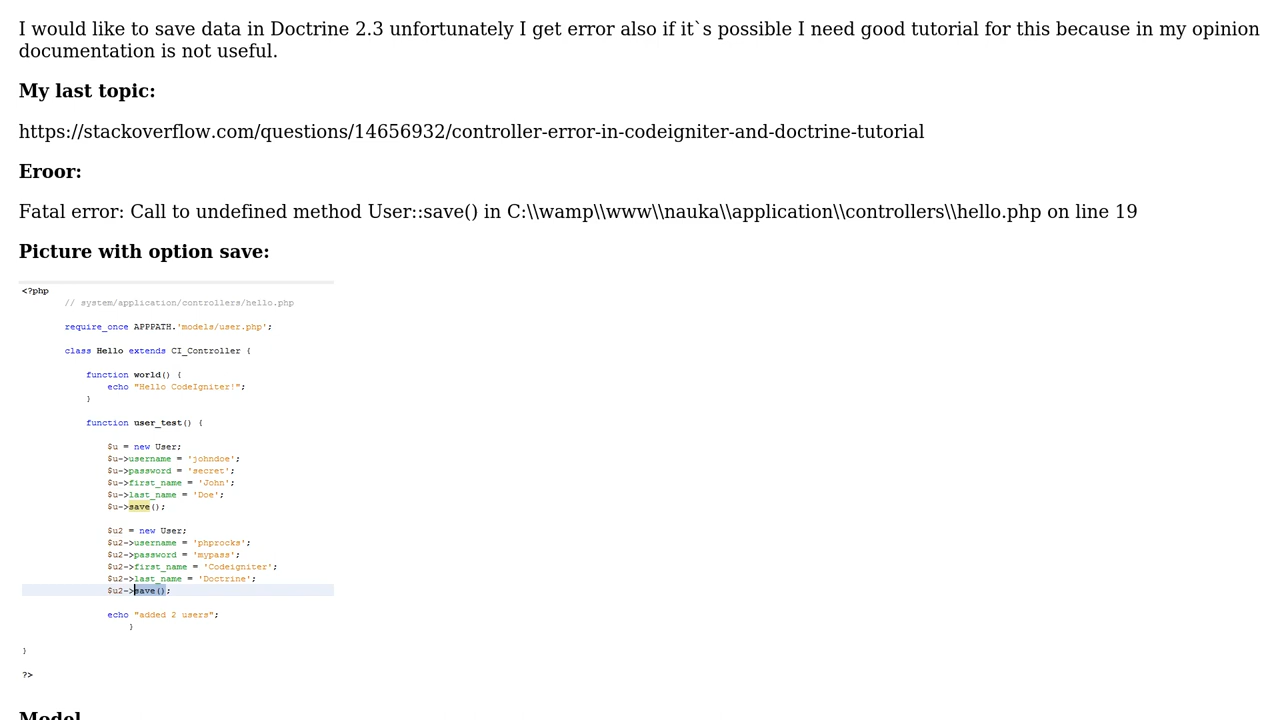 I would like to save data in Doctrine 2.3 unfortunately I get error also if it`s possible I need good tutorial for this because in my opinion
documentation is not useful.
My last topic:
https://stackoverflow.com/questions/14656932/controller-error-in-codeigniter-and-doctrine-tutorial
Eroor:
Fatal error: Call to undefined method User::save() in C:\\wamp\\www\\nauka\\application\\controllers\\hello.php on line 19
Picture with option save:
<?php
// system/application/controllers/hello.php
require_once APPPATH.'models/user.php';
class Hello extends CI_Controller {
function world() {
echo "Hello CodeIgniter!";
}
function user_test() {
$u = new User;
$u->username = 'johndoe';
$u->password = 'secret';
$u->first_name = 'John';
$u->last_name = 'Doe';
$u->save();
$u2 = new User;
$u2->username = 'phprocks';
$u2->password = 'mypass';
$u2->first_name = 'Codeigniter';
$u2->last_name = 'Doctrine';
$u2->save();
echo "added 2 users";
}
}
?>
Model